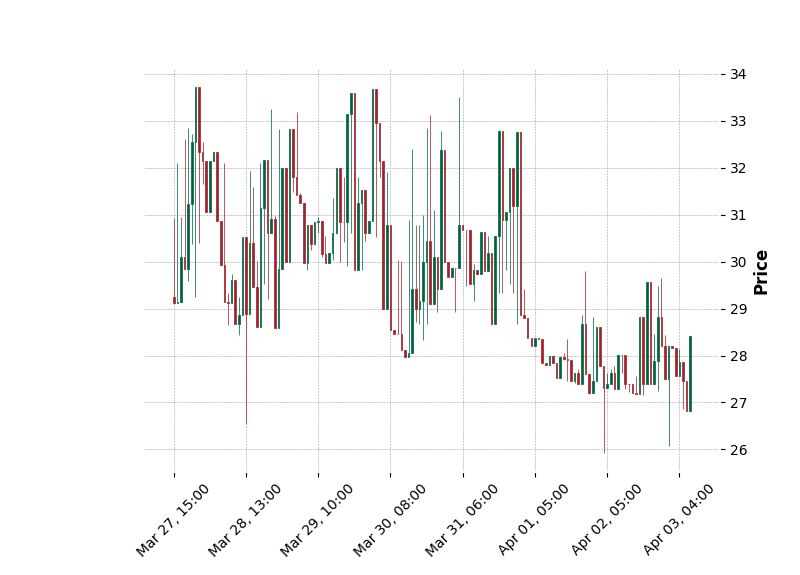 34
33
32
31
30
29
28
27
26
Price
Mar 27, 15:00
Mar 28, 13:00
Mar 29, 10:00
Mar 30, 08:00
Mar 31, 06:00
Apr 01, 05:00
Apr 02, 05:00
Apr 03, 04:00